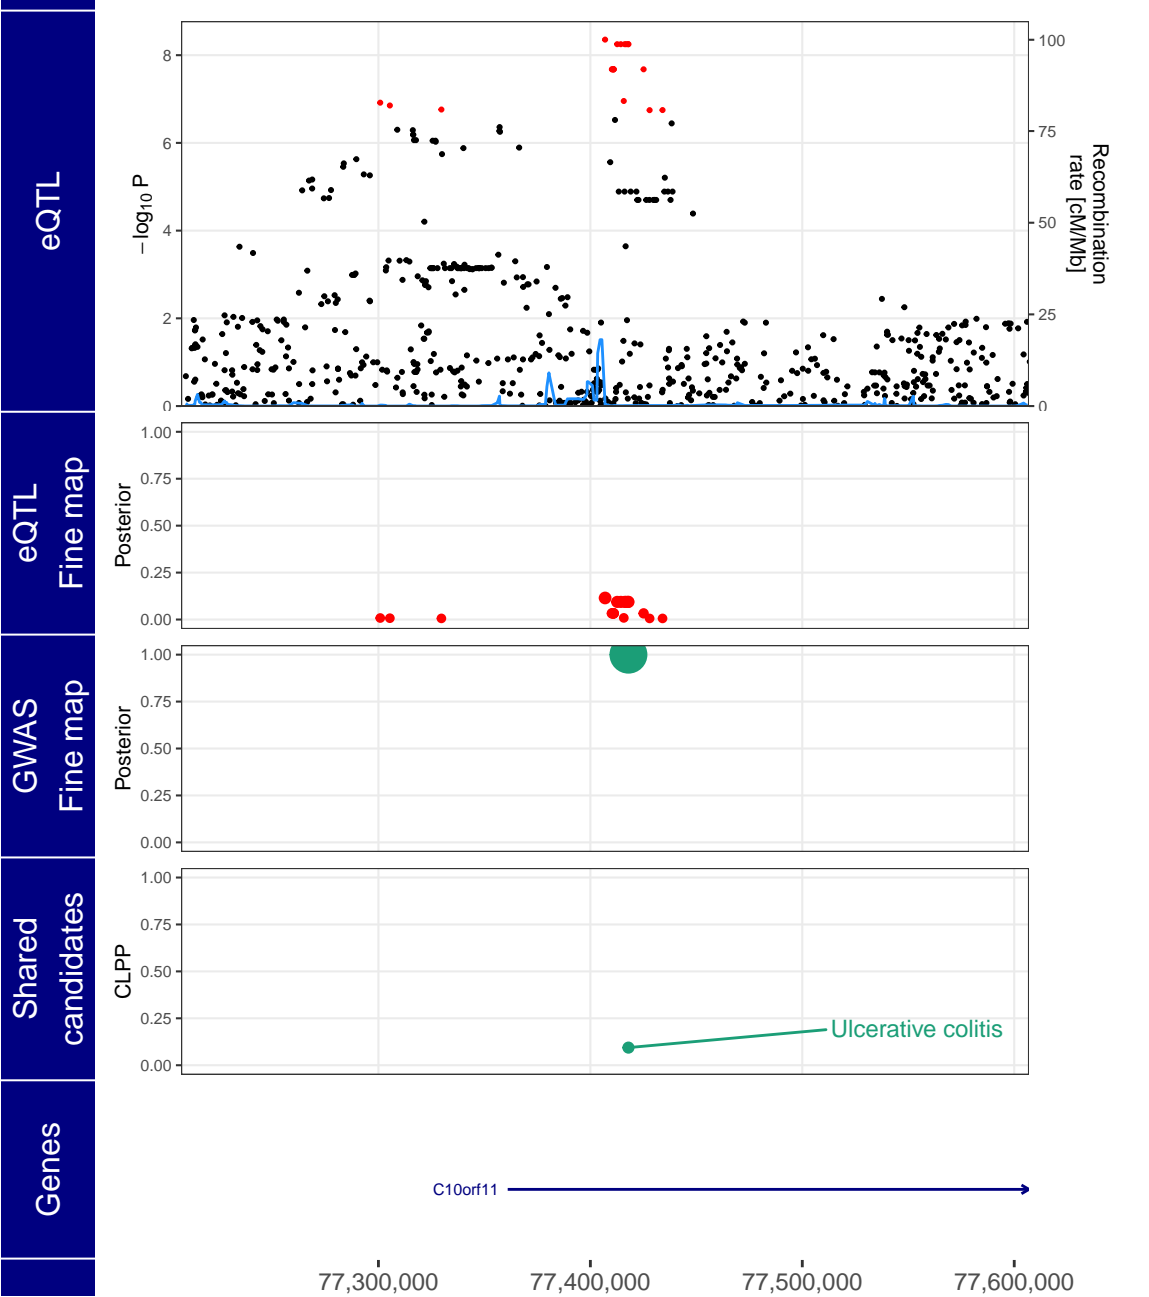 eQTL
8
6
4
2
0
−log10 P
100
75
50
25
0
Recombination
rate [cM/Mb]
eQTL
Fine map
1.00
0.75
0.50
0.25
0.00
Posterior
GWAS
Fine map
1.00
0.75
0.50
0.25
0.00
Posterior
Shared
candidates
1.00
0.75
0.50
0.25
0.00
CLPP
Ulcerative colitis
Genes
C10orf11
77,300,000
77,400,000
77,500,000
77,600,000